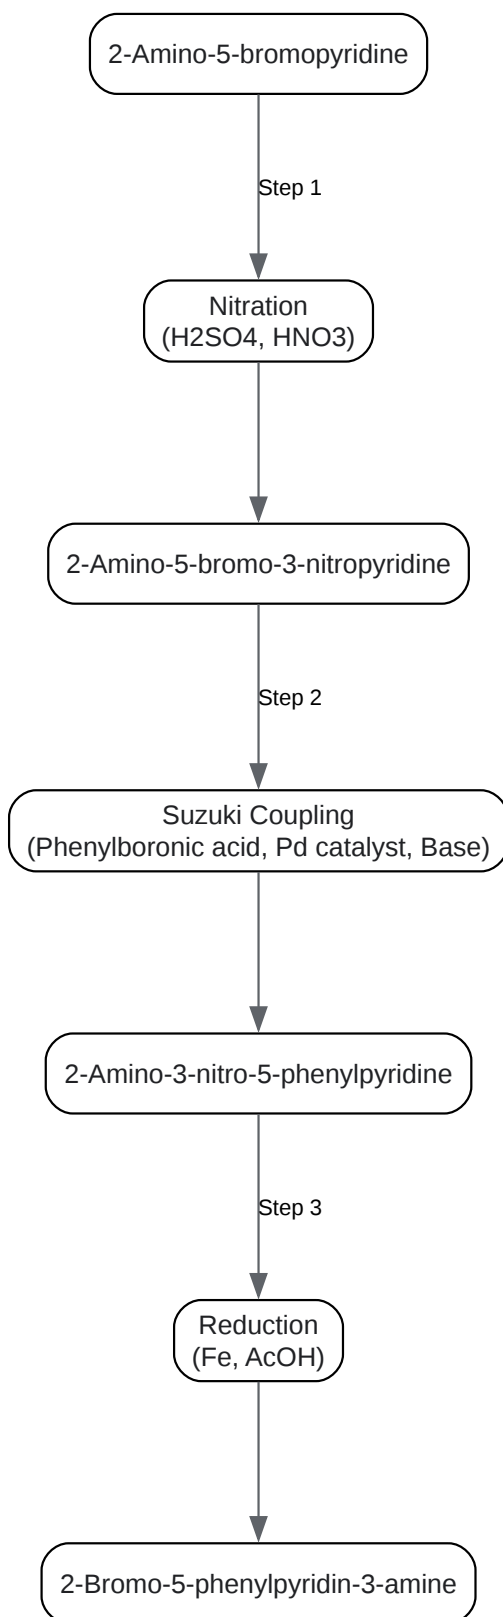 2-Amino-5-bromopyridine
Step 1
Nitration
(H2SO4, HNO3)
2-Amino-5-bromo-3-nitropyridine
Step 2
Suzuki Coupling
(Phenylboronic acid, Pd catalyst, Base)
2-Amino-3-nitro-5-phenylpyridine
Step 3
Reduction
(Fe, AcOH)
2-Bromo-5-phenylpyridin-3-amine